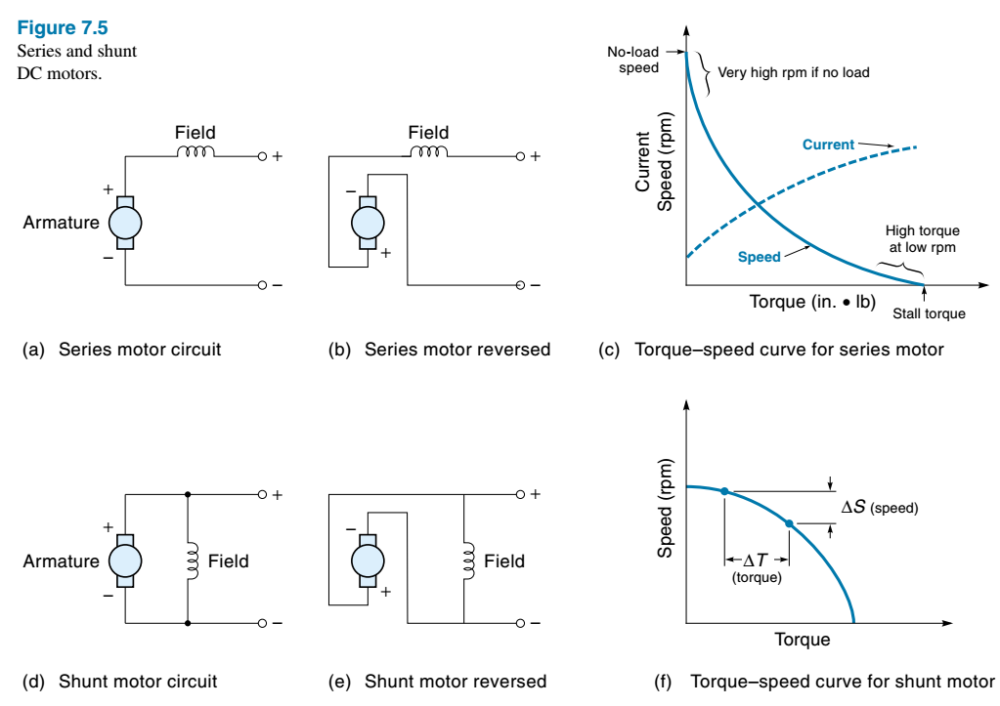 Figure 7.5
Series and shunt
DC motors.
Field
+
+
Armature
−
−
(a) Series motor circuit
Field
+
−
+
−
(b) Series motor reversed
No-load
speed
Very high rpm if no load
Current
Speed (rpm)
Current
Speed
High torque
at low rpm
Torque (in. • lb)
Stall torque
(c) Torque–speed curve for series motor
+
+
Armature
Field
−
−
(d) Shunt motor circuit
+
−
Field
+
−
(e) Shunt motor reversed
Speed (rpm)
ΔS (speed)
ΔT
(torque)
Torque
(f) Torque–speed curve for shunt motor